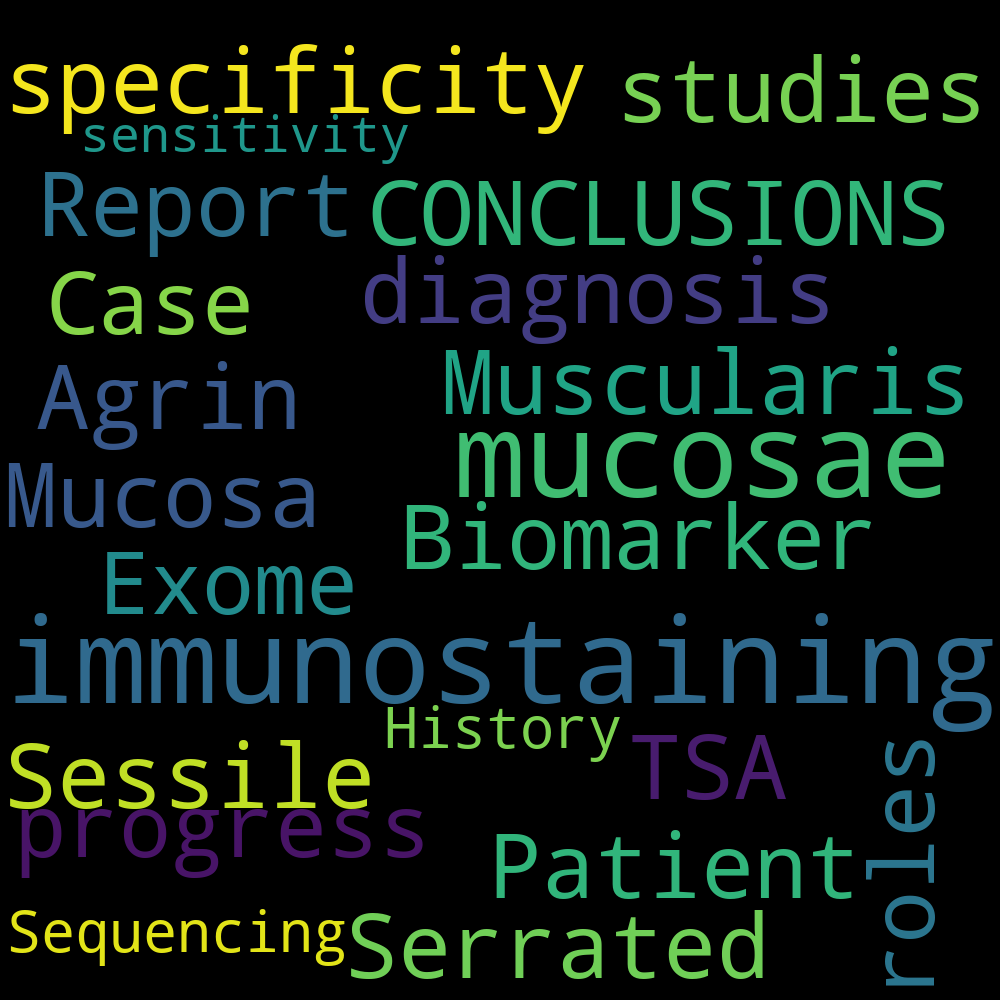 specificity studies
sensitivity
Report CONCLUSIONS
Case diagnosis
Agrin Muscularis
Mucosa mucosae
Exome Biomarker
immunostaining
History
Sessile TSA
progress roles
Patient
Sequencing Serrated